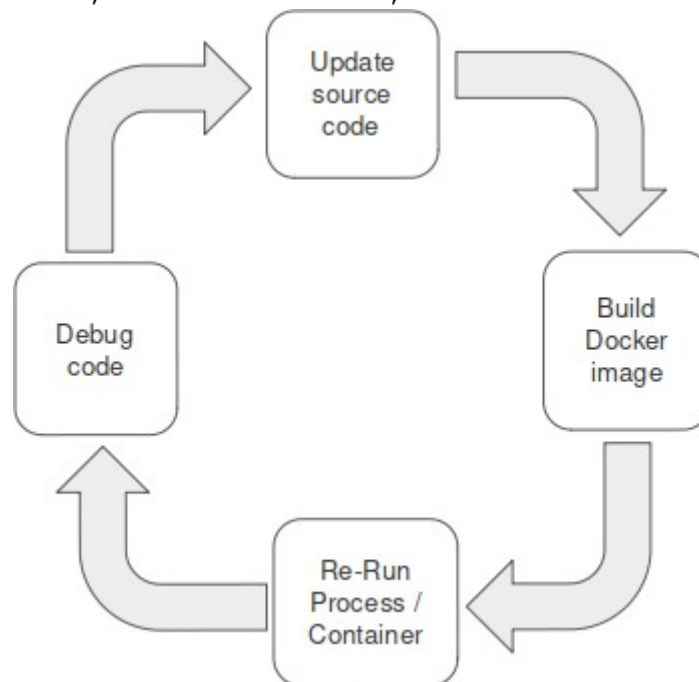 Update
source
code
Build
Docker
image
Debug
code
Re-Run
Process /
Container